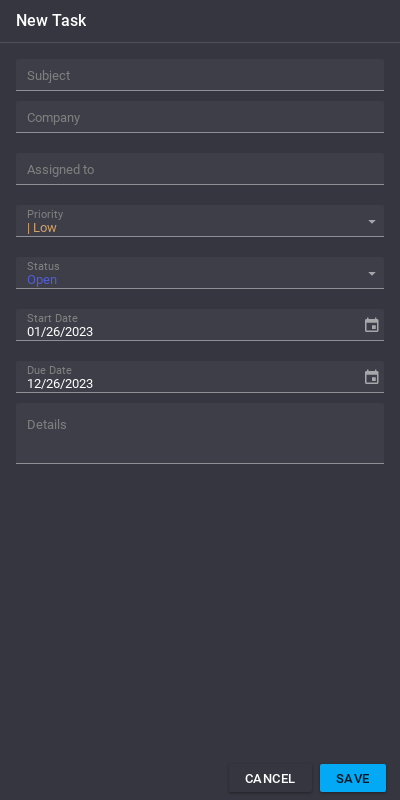 New Task
Subject
Company
Assigned to
Priority
| Low
Status
Open
Start Date
01/26/2023
Due Date
12/26/2023
Details
CANCEL SAVE